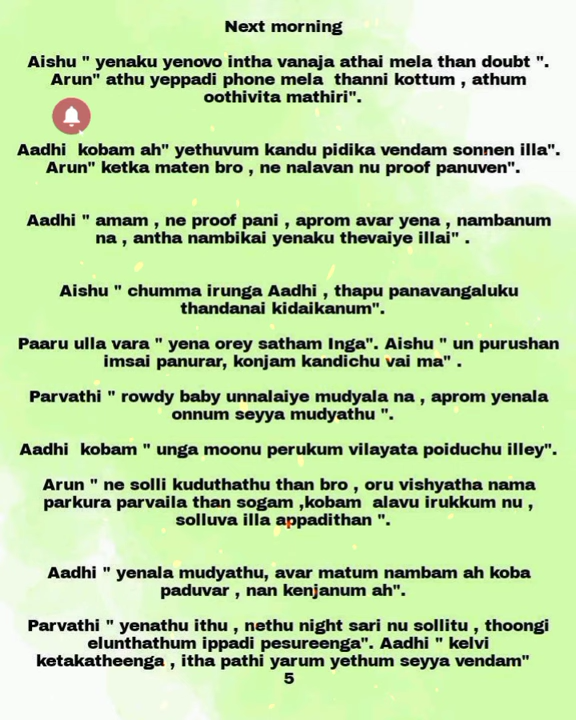 Next morning
Aishu " yenaku yenovo intha vanaja athai mela than doubt ".
Arun" athu yeppadi phone mela thanni kottum , athum
oothivita mathiri".
Aadhi kobam ah" yethuvum kandu pidika vendam sonnen illa".
Arun" ketka maten bro , ne nalavan nu proof panuven".
Aadhi " amam , ne proof pani , aprom avar yena , nambanum
na , antha nambikai yenaku thevaiye illai" .
Aishu " chumma irunga Aadhi , thapu panavangaluku
thandanai kidaikanum".
Paaru ulla vara " yena orey satham Inga". Aishu " un purushan
imsai panurar, konjam kandichu vai ma" .
Parvathi " rowdy baby unnalaiye mudyala na , aprom yenala
onnum seyya mudyathu ".
Aadhi kobam " unga moonu perukum vilayata poiduchu illey".
Arun " ne solli kuduthathu than bro , oru vishyatha nama
parkura parvaila than sogam ,kobam alavu irukkum nu ,
solluva illa appadithan ".
Aadhi " yenala mudyathu, avar matum nambam ah koba
paduvar , nan kenjanum ah".
Parvathi " yenathu ithu , nethu night sari nu sollitu , thoongi
elunthathum ippadi pesureenga". Aadhi " kelvi
ketakatheenga , itha pathi yarum yethum seyya vendam"
5